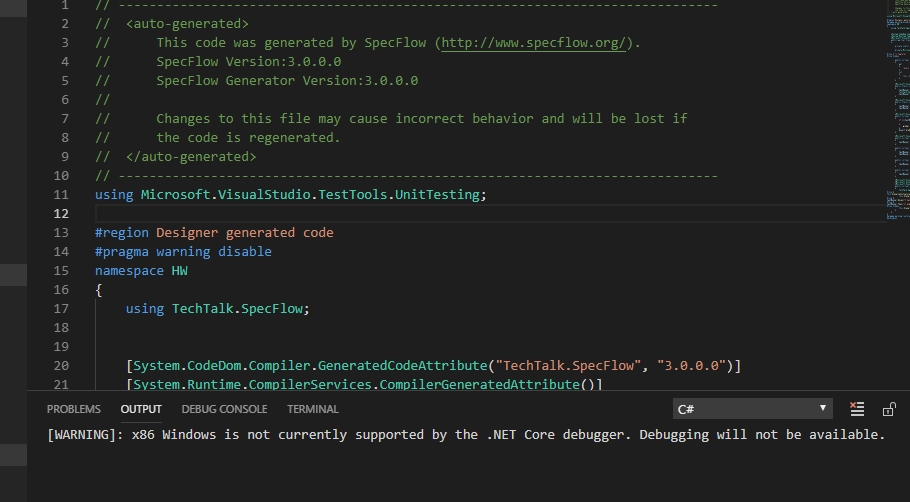 1 // ------------------------------------------------------------------------------
2 //  <auto-generated>
3 //      This code was generated by SpecFlow (http://www.specflow.org/).
4 //      SpecFlow Version:3.0.0.0
5 //      SpecFlow Generator Version:3.0.0.0
6 //
7 //      Changes to this file may cause incorrect behavior and will be lost if
8 //      the code is regenerated.
9 //  </auto-generated>
10 // ------------------------------------------------------------------------------
11 using Microsoft.VisualStudio.TestTools.UnitTesting;
12
13 #region Designer generated code
14 #pragma warning disable
15 namespace HW
16 {
17     using TechTalk.SpecFlow;
18
19
20     [System.CodeDom.Compiler.GeneratedCodeAttribute("TechTalk.SpecFlow", "3.0.0.0")]
21     [System.Runtime.CompilerServices.CompilerGeneratedAttribute()]
PROBLEMS OUTPUT DEBUG CONSOLE TERMINAL C#
[WARNING]: x86 Windows is not currently supported by the .NET Core debugger. Debugging will not be available.